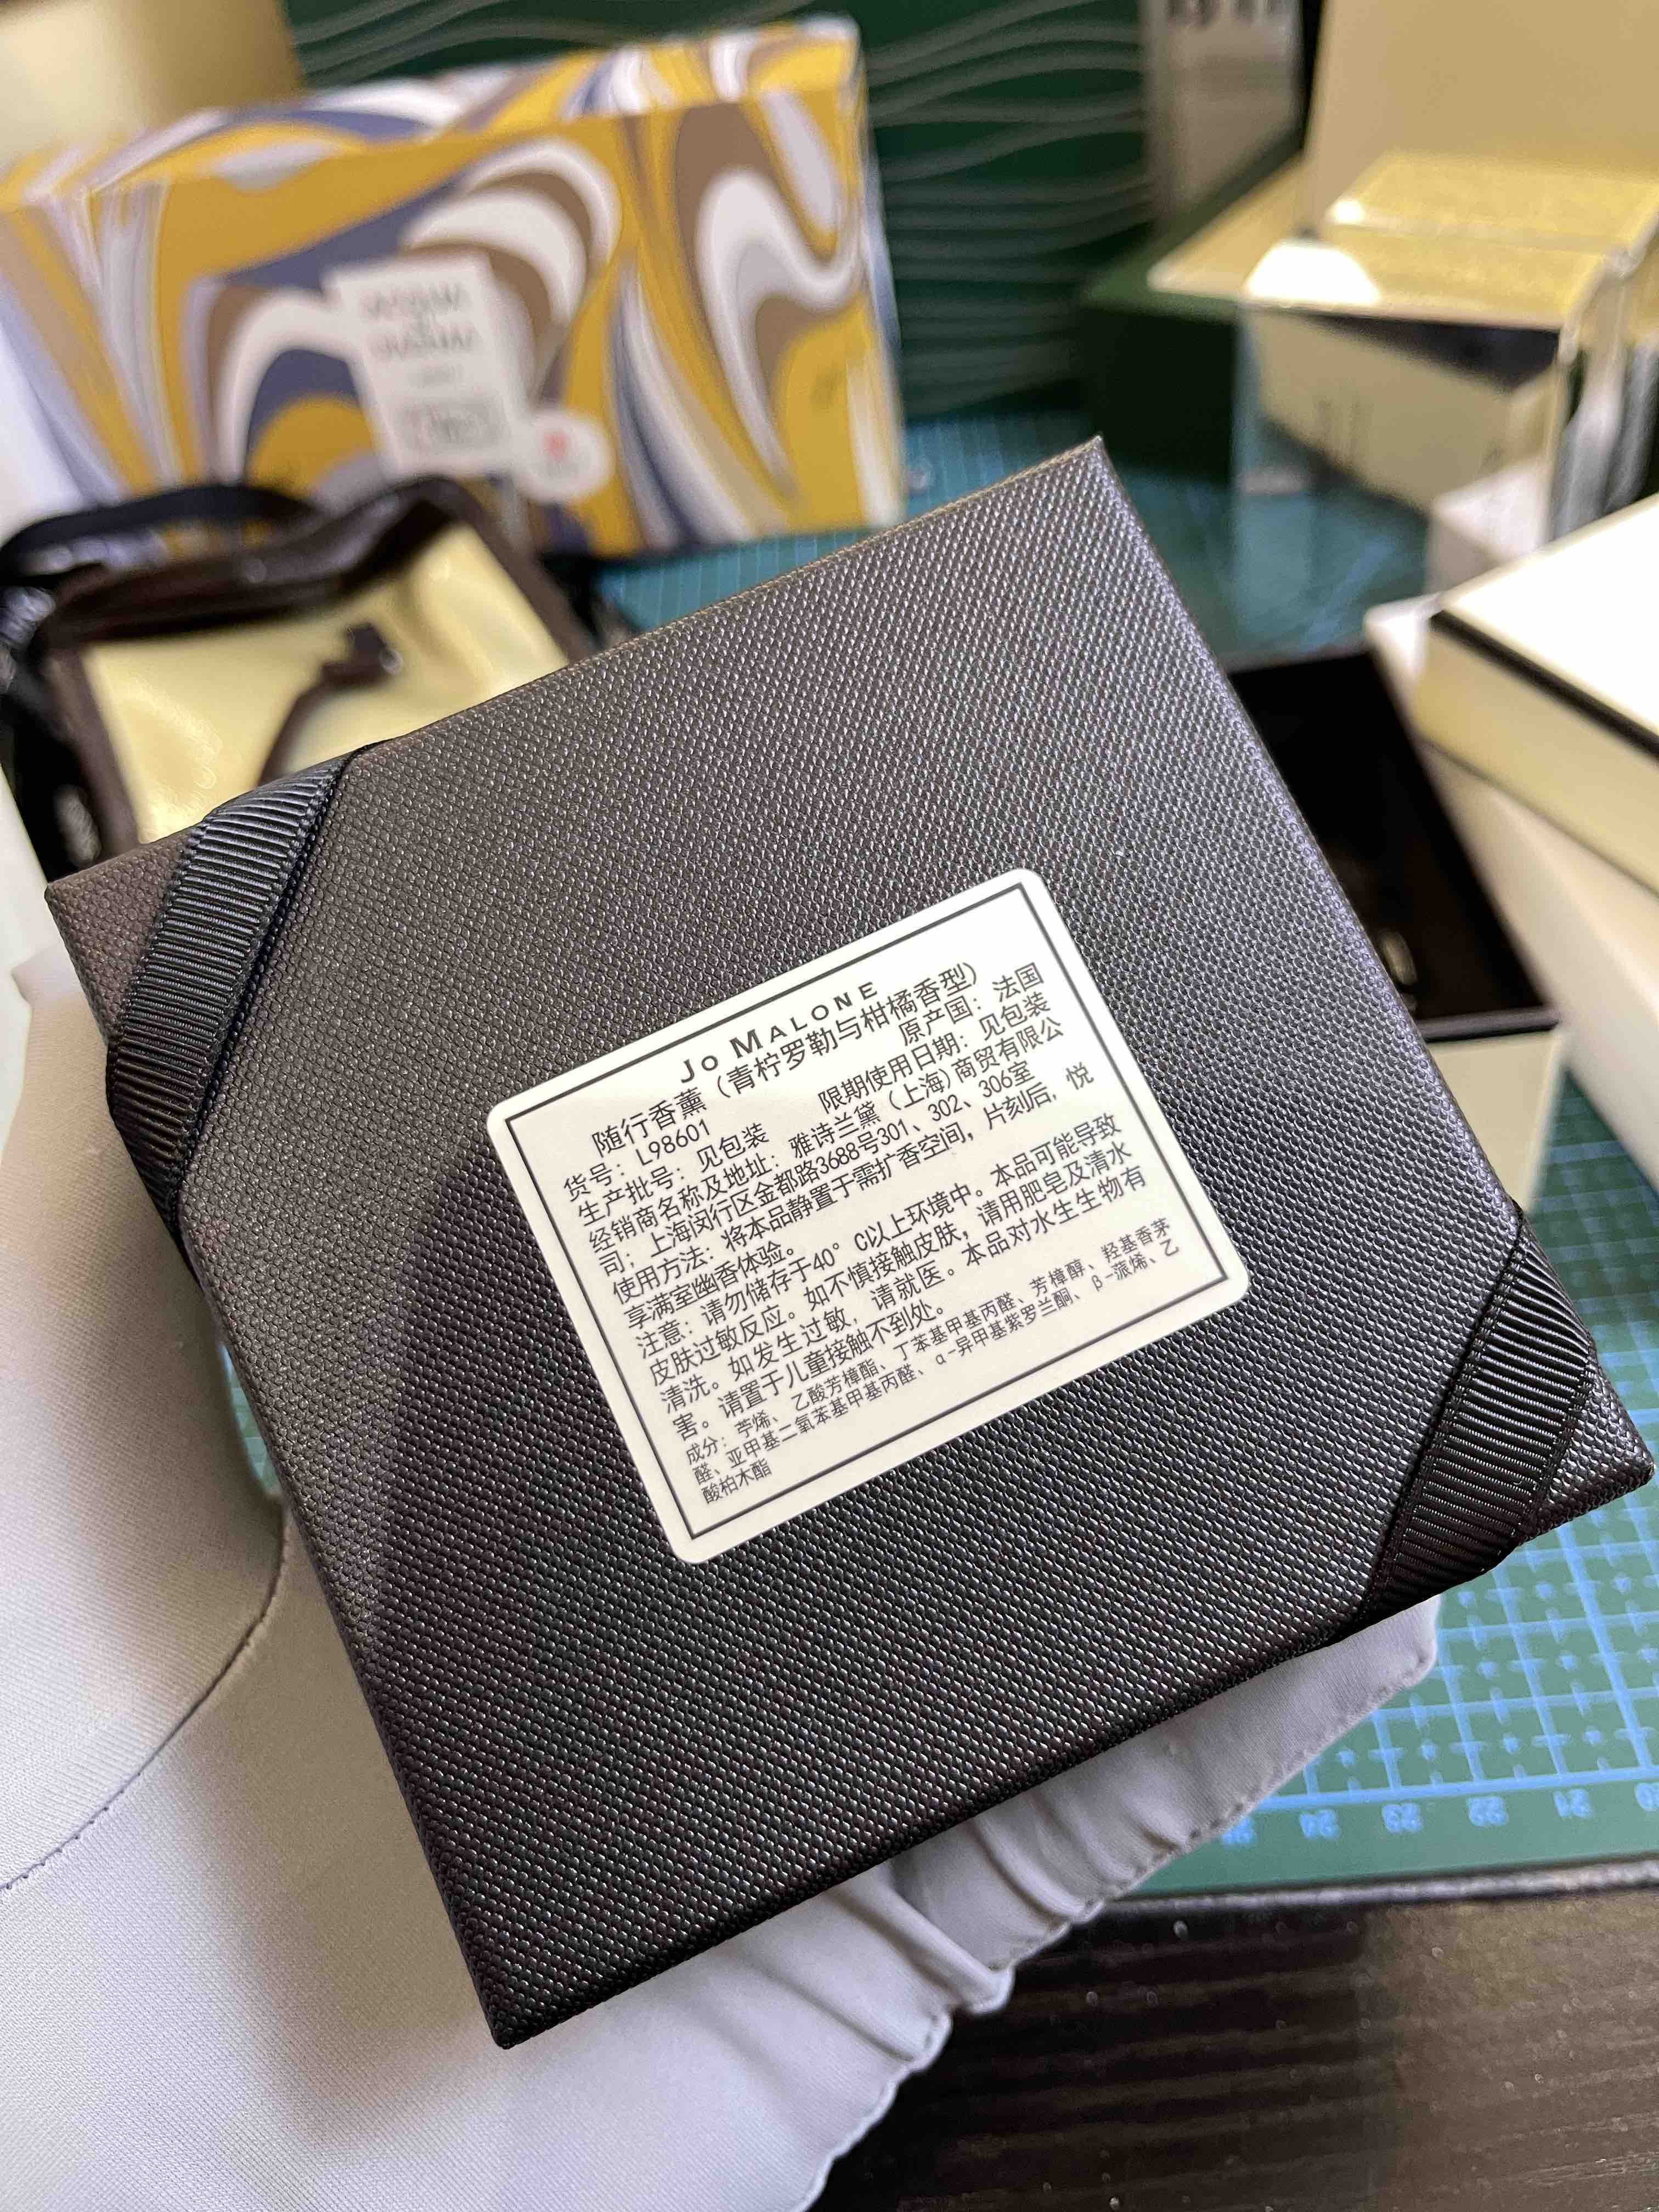 JO MALONE
随行香薰（青柠罗勒与柑橘香型）
货号：L98601 原产国：法国
生产批号：见包装 限期使用日期：见包装
经销商名称及地址：雅诗兰黛（上海）商贸有限公
司；上海闵行区金都路3688号301、302、306室
使用方法：将本品静置于需扩香空间，片刻后，悦
享满室幽香体验。
注意：请勿储存于40°C以上环境中。本品可能导致
皮肤过敏反应。如不慎接触皮肤，请用肥皂及清水
清洗。如发生过敏，请就医。本品对水生生物有
害。请置于儿童接触不到处。
成分：苧烯、乙酸芳樟酯、丁苯基甲基丙醛、芳樟醇、羟基香茅
醛、亚甲基二氧苯基甲基丙醛、α-异甲基紫罗兰酮、β-蒎烯、乙
酸柏木酯
25 24 23 22 21 20